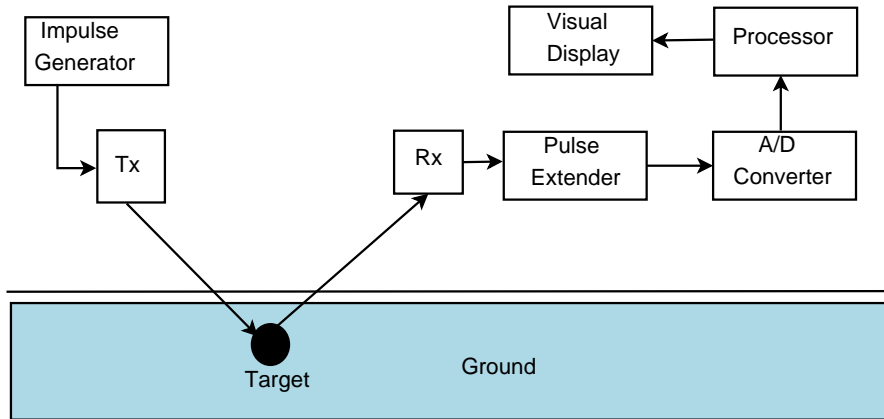 Impulse
Generator
Visual
Display
Processor
Tx
Rx
Pulse
Extender
A/D
Converter
Ground
Target